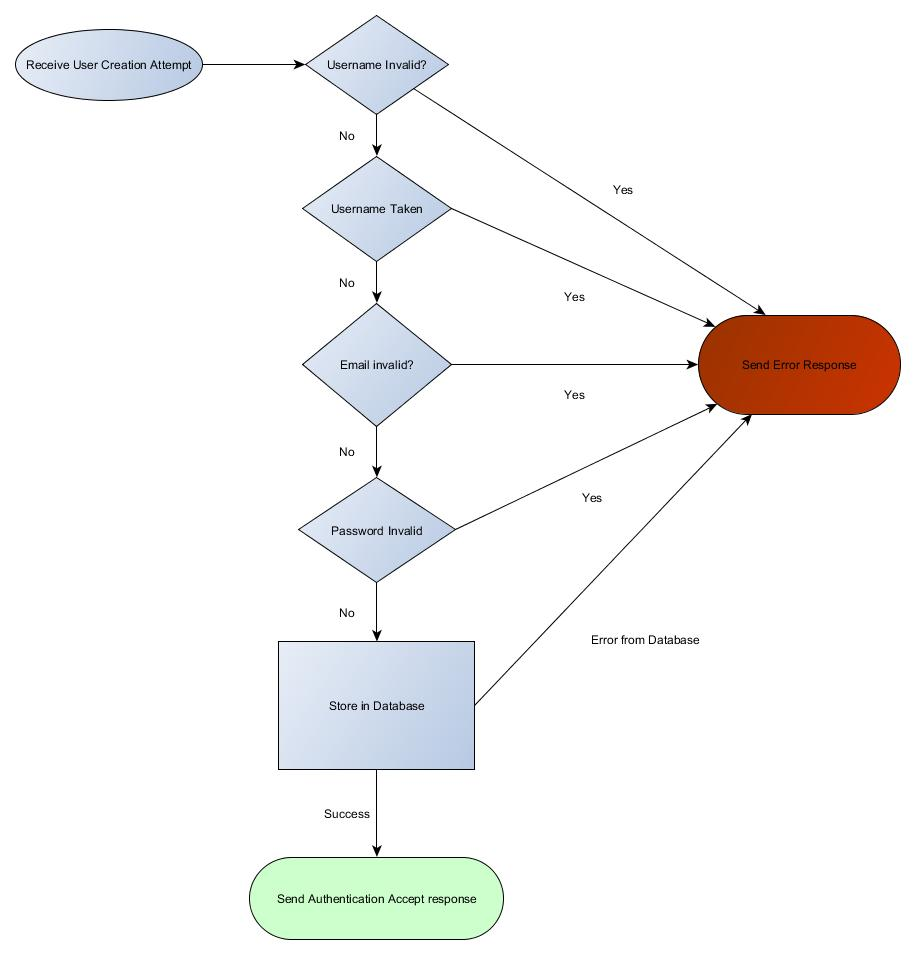 Receive User Creation Attempt
Username Invalid?
No
Yes
Username Taken
No
Yes
Email invalid?
Send Error Response
Yes
No
Yes
Password Invalid
No
Error from Database
Store in Database
Success
Send Authentication Accept response